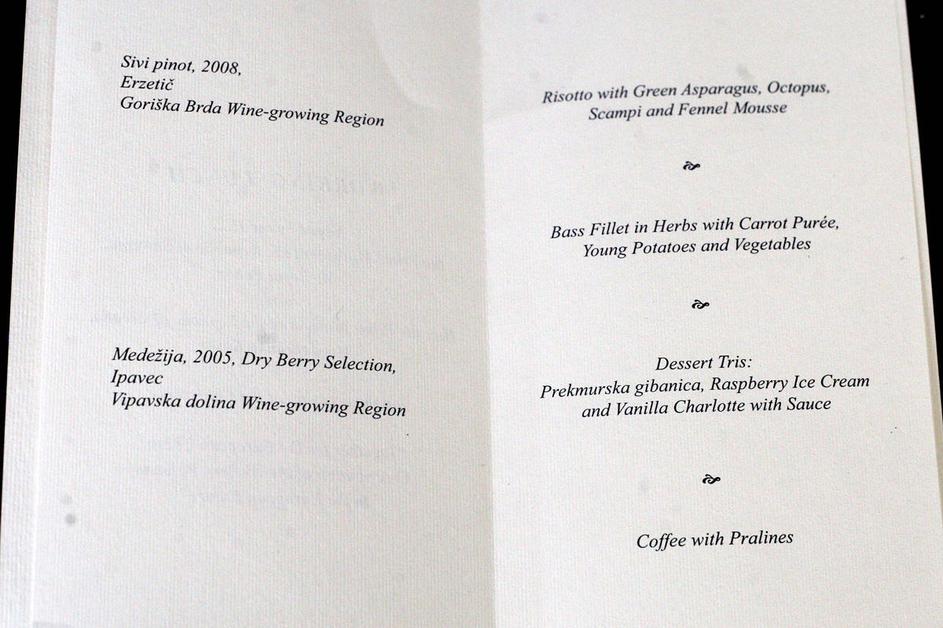 Sivi pinot, 2008,
Erzetič
Goriška Brda Wine-growing Region
Medežija, 2005, Dry Berry Selection,
Ipavec
Vipavska dolina Wine-growing Region
Risotto with Green Asparagus, Octopus,
Scampi and Fennel Mousse
Bass Fillet in Herbs with Carrot Purée,
Young Potatoes and Vegetables
Dessert Tris:
Prekmurska gibanica, Raspberry Ice Cream
and Vanilla Charlotte with Sauce
Coffee with Pralines